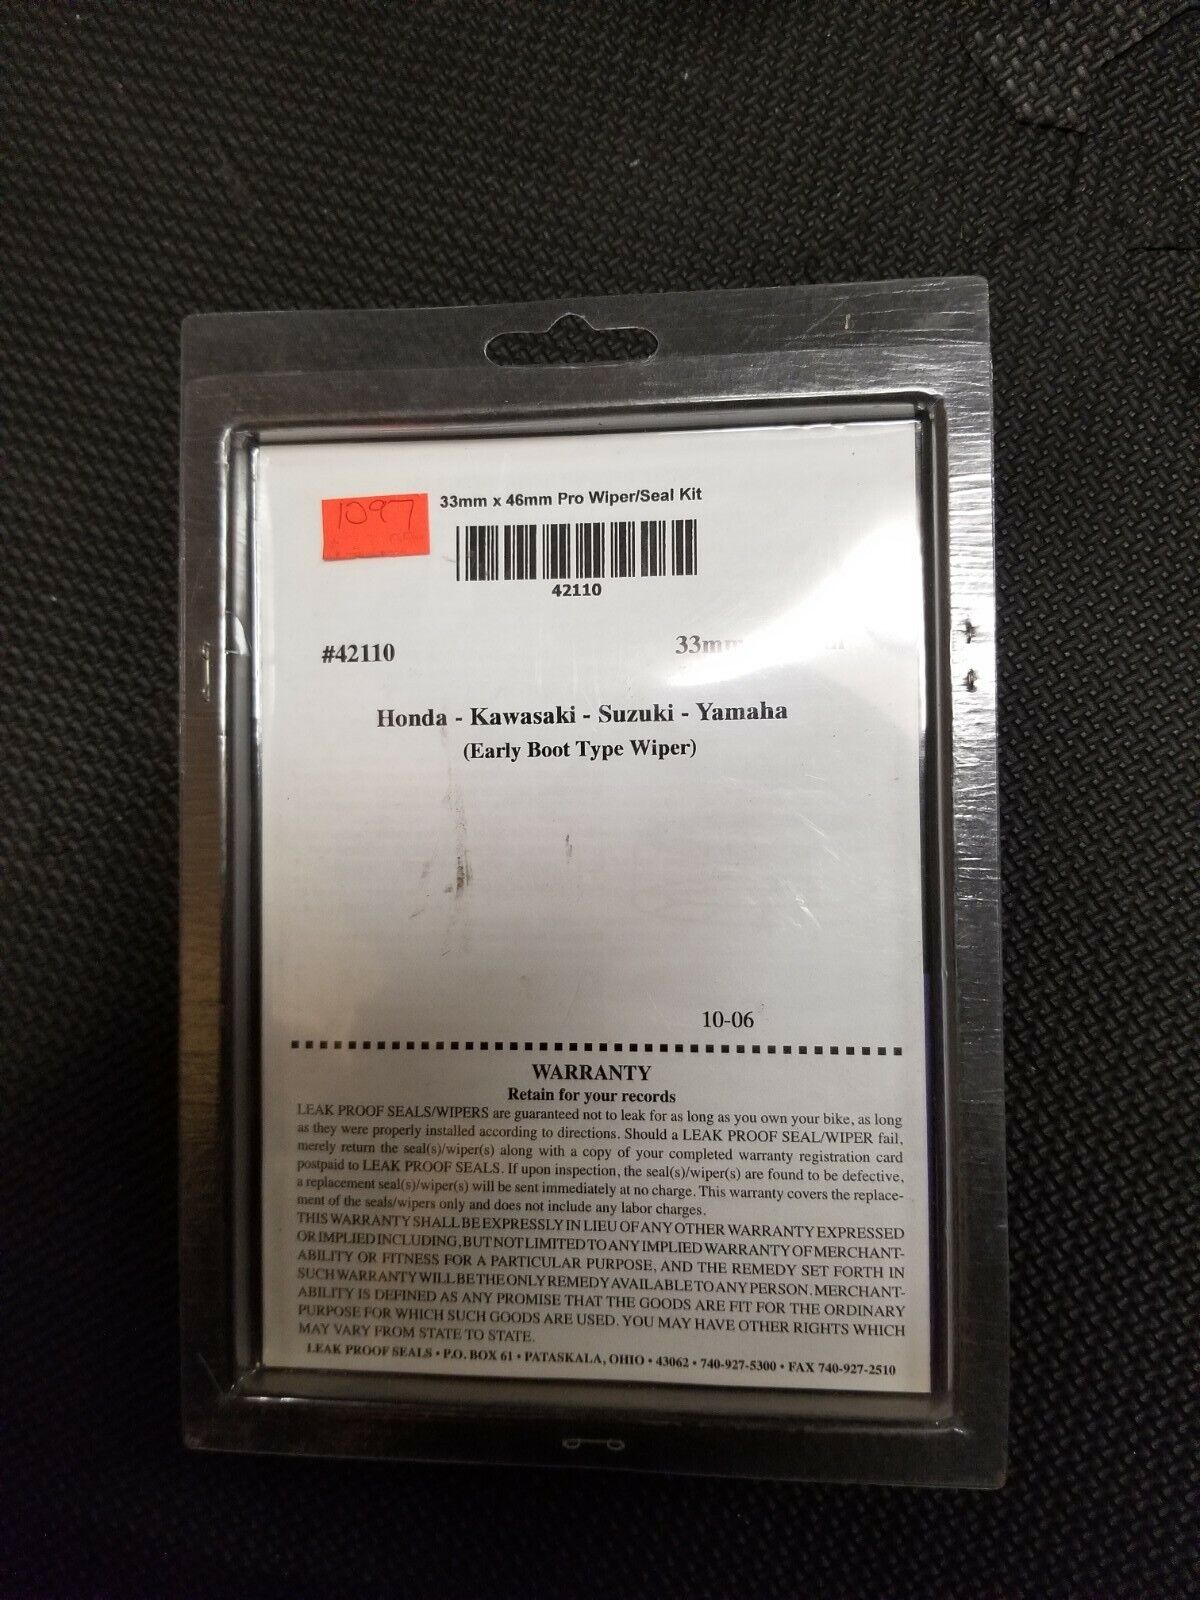 1097
33mm x 46mm Pro Wiper/Seal Kit
42110
#42110
33mm
Honda - Kawasaki - Suzuki - Yamaha
(Early Boot Type Wiper)
10-06
WARRANTY
Retain for your records
LEAK PROOF SEALS/WIPERS are guaranteed not to leak for as long as you own your bike, as long
as they were properly installed according to directions. Should a LEAK PROOF SEAL/WIPER fail,
merely return the seal(s)/wiper(s) along with a copy of your completed warranty registration card
postpaid to LEAK PROOF SEALS. If upon inspection, the seal(s)/wiper(s) are found to be defective,
a replacement seal(s)/wiper(s) will be sent immediately at no charge. This warranty covers the replace-
ment of the seals/wipers only and does not include any labor charges.
THIS WARRANTY SHALL BE EXPRESSLY IN LIEU OF ANY OTHER WARRANTY EXPRESSED
OR IMPLIED INCLUDING, BUT NOT LIMITED TO ANY IMPLIED WARRANTY OF MERCHANT-
ABILITY OR FITNESS FOR A PARTICULAR PURPOSE, AND THE REMEDY SET FORTH IN
SUCH WARRANTY WILL BE THE ONLY REMEDY AVAILABLE TO ANY PERSON. MERCHANT-
ABILITY IS DEFINED AS ANY PROMISE THAT THE GOODS ARE FIT FOR THE ORDINARY
PURPOSE FOR WHICH SUCH GOODS ARE USED. YOU MAY HAVE OTHER RIGHTS WHICH
MAY VARY FROM STATE TO STATE.
LEAK PROOF SEALS • P.O. BOX 61 • PATASKALA, OHIO • 43062 • 740-927-5300 • FAX 740-927-2510